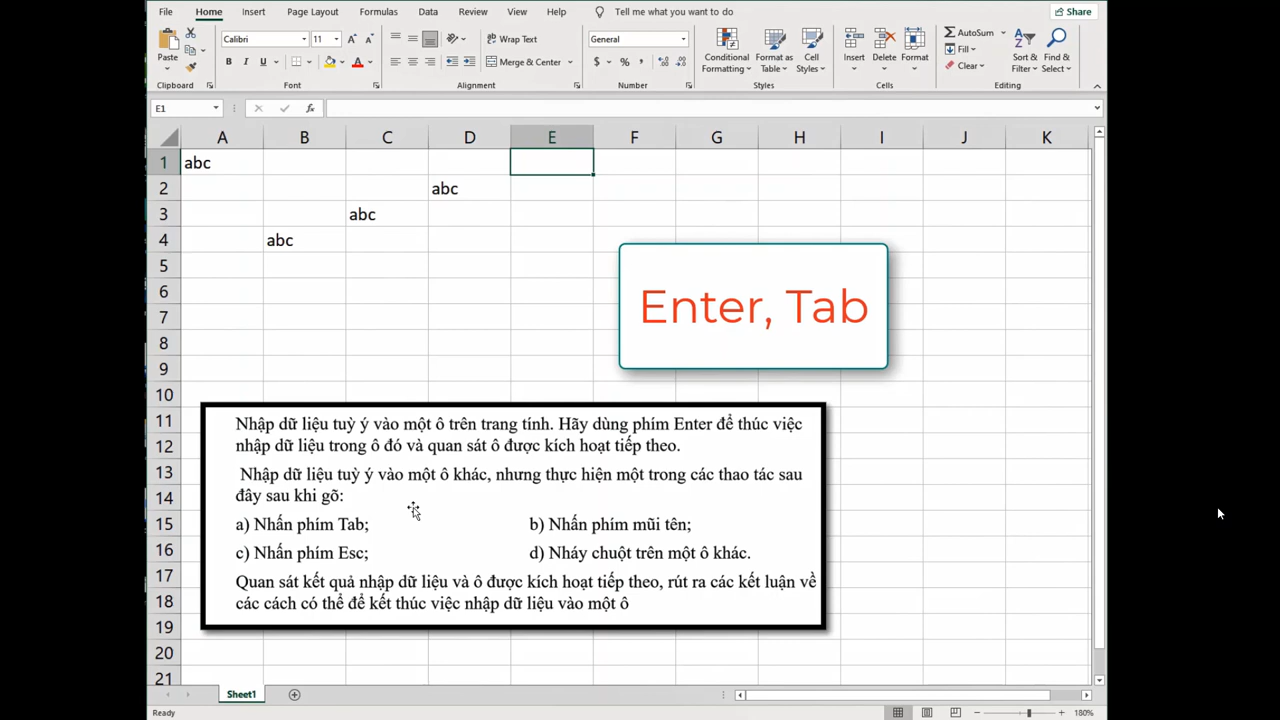 File Home Insert Page Layout Formulas Data Review View Help Tell me what you want to do Share
Calibri 11 Wrap Text General AutoSum
Paste B I U A Merge & Center $ % , Conditional Formatting Format as Table Cell Styles Insert Delete Format Fill Clear Sort & Filter Find & Select
Clipboard Font Alignment Number Styles Cells Editing
E1 fx
A B C D E F G H I J K
1 abc
2 abc
3 abc
4 abc
5
6
7
8
9
10
11
12
13
14
15
16
17
18
19
20
21
Enter, Tab
Nhập dữ liệu tuỳ ý vào một ô trên trang tính. Hãy dùng phím Enter để thúc việc
nhập dữ liệu trong ô đó và quan sát ô được kích hoạt tiếp theo.
Nhập dữ liệu tuỳ ý vào một ô khác, nhưng thực hiện một trong các thao tác sau
đây sau khi gõ:
a) Nhấn phím Tab; b) Nhấn phím mũi tên;
c) Nhấn phím Esc; d) Nháy chuột trên một ô khác.
Quan sát kết quả nhập dữ liệu và ô được kích hoạt tiếp theo, rút ra các kết luận về
các cách có thể để kết thúc việc nhập dữ liệu vào một ô
Sheet1
Ready 180%